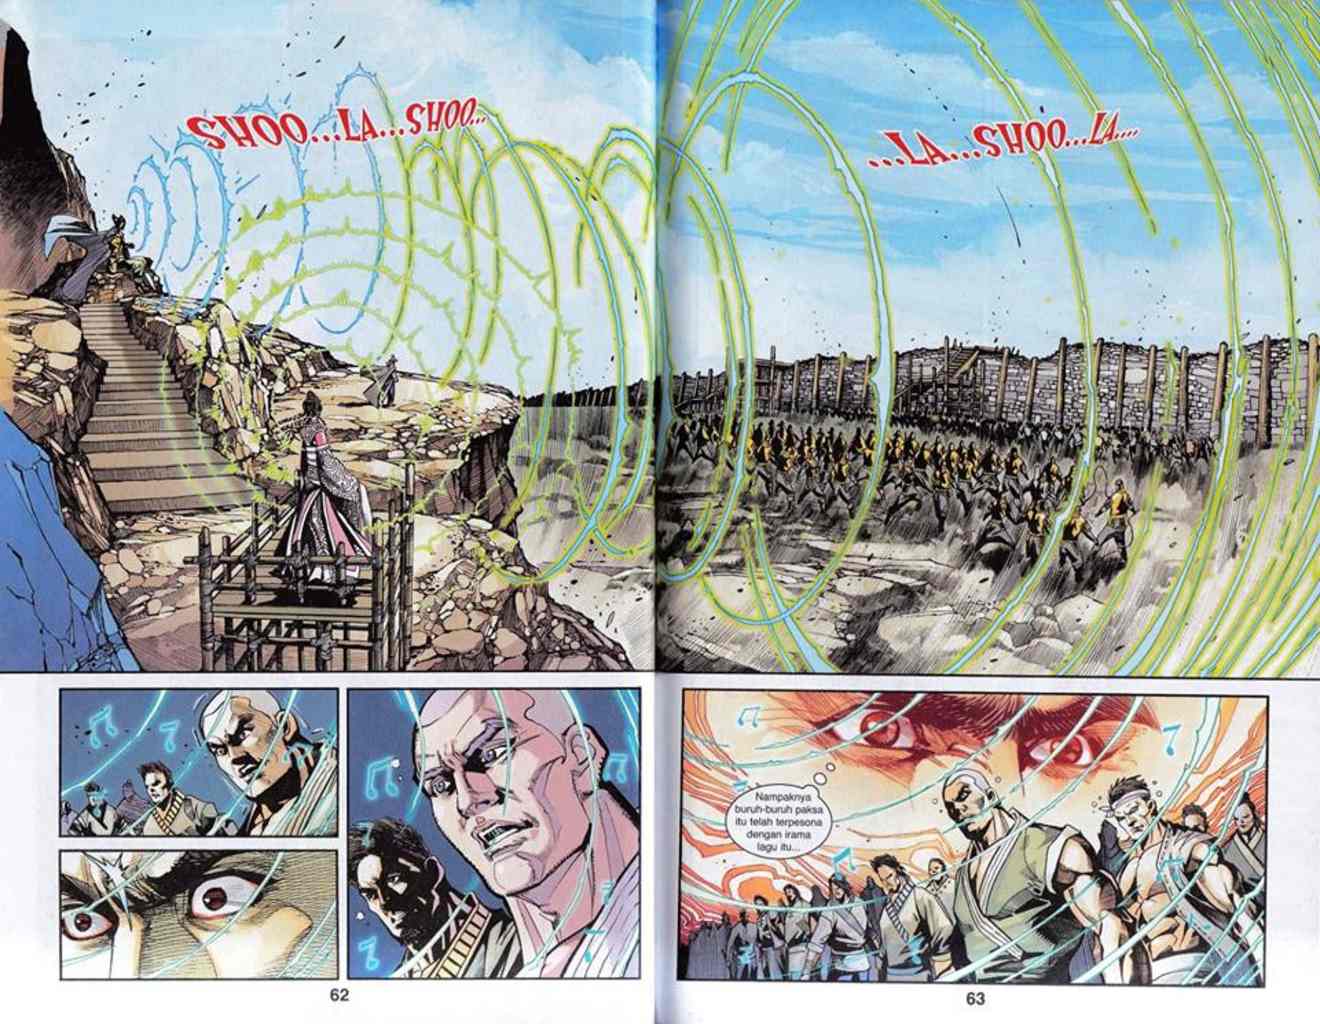 SHOO...LA...SHOO...
...LA...SHOO...LA....
Nampaknya
buruh-buruh paksa
itu telah terpesona
dengan irama
lagu itu...
62
63